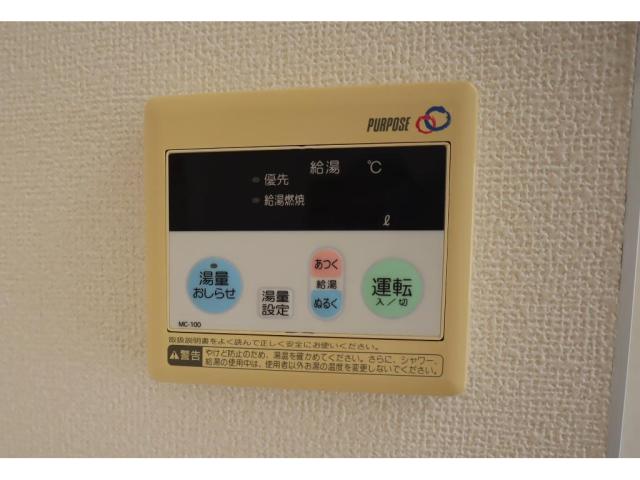 PURPOSE
給湯 ℃
優先
給湯燃焼
ℓ
湯量
おしらせ
湯量
設定
あつく
給湯
ぬるく
運転
入／切
MC-100
取扱説明書をよく読んで正しく安全にお使いください。
警告
やけど防止のため、湯温を確かめてください。さらに、シャワー、
給湯の使用中は、使用者以外お湯の温度を変更しないでください。